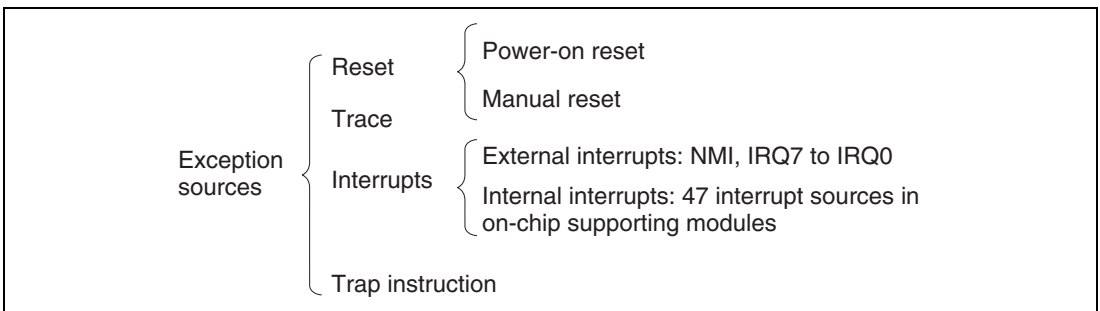 Exception
sources
Reset
Power-on reset
Manual reset
Trace
Interrupts
External interrupts: NMI, IRQ7 to IRQ0
Internal interrupts: 47 interrupt sources in
on-chip supporting modules
Trap instruction